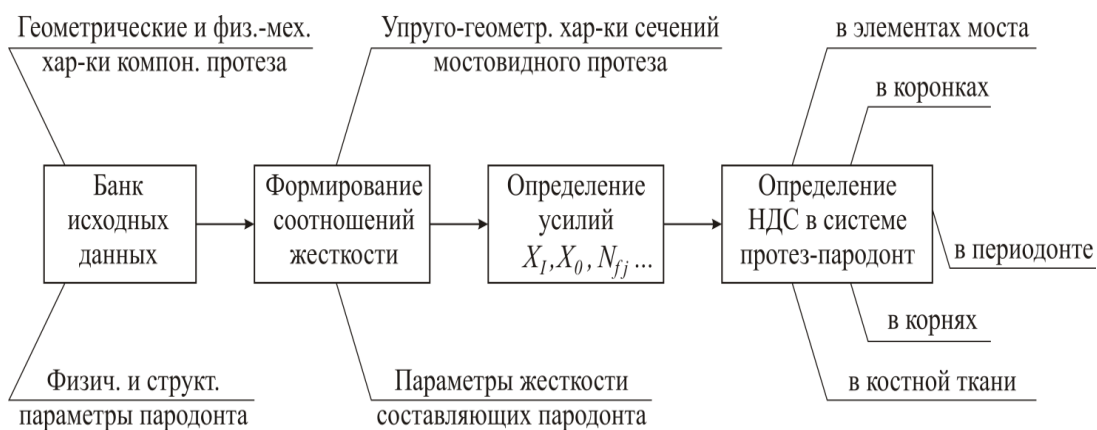 Геометрические и физ.-мех.
хар-ки компон. протеза
Упруго-геометр. хар-ки сечений
мостовидного протеза
в элементах моста
в коронках
Банк
исходных
данных
Формирование
соотношений
жесткости
Определение
усилий
X_I, X_0, N_{fj} ...
Определение
НДС в системе
протез-пародонт
в периодонте
в корнях
в костной ткани
Физич. и структ.
параметры пародонта
Параметры жесткости
составляющих пародонта